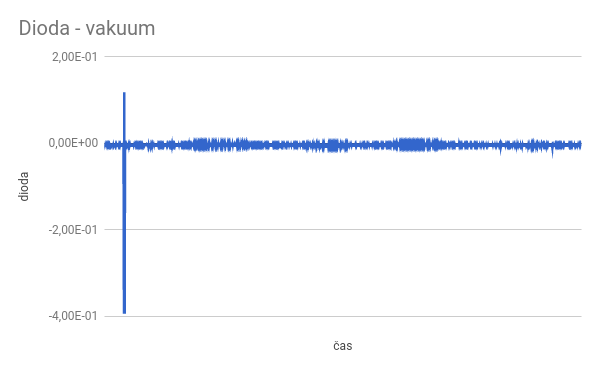 Dioda - vakuum
2,00E-01
0,00E+00
-2,00E-01
-4,00E-01
dioda
čas